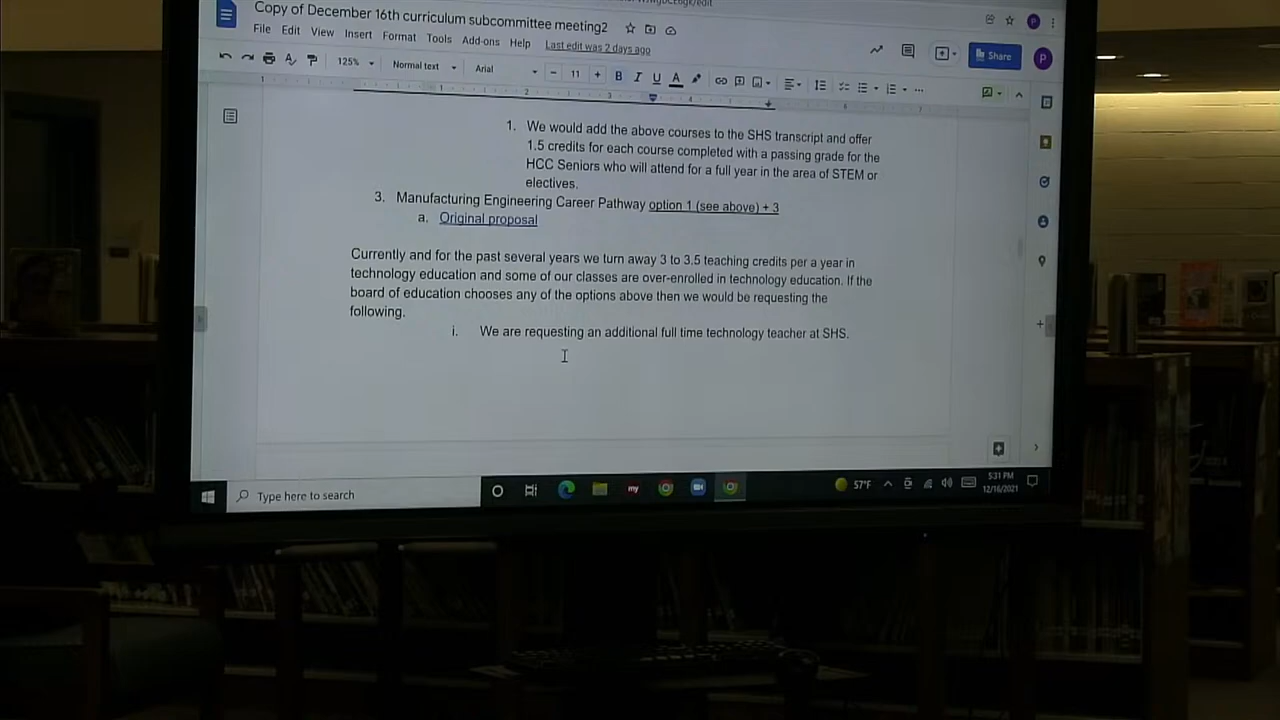 Copy of December 16th curriculum subcommittee meeting2
File Edit View Insert Format Tools Add-ons Help Last edit was 2 days ago
Share
P
125% Normal text Arial 11 B I U A
1. We would add the above courses to the SHS transcript and offer
1.5 credits for each course completed with a passing grade for the
HCC Seniors who will attend for a full year in the area of STEM or
electives.
3. Manufacturing Engineering Career Pathway option 1 (see above) + 3
a. Original proposal
Currently and for the past several years we turn away 3 to 3.5 teaching credits per a year in
technology education and some of our classes are over-enrolled in technology education. If the
board of education chooses any of the options above then we would be requesting the
following.
i. We are requesting an additional full time technology teacher at SHS.
Type here to search
my
57°F
5:31 PM
12/16/2021